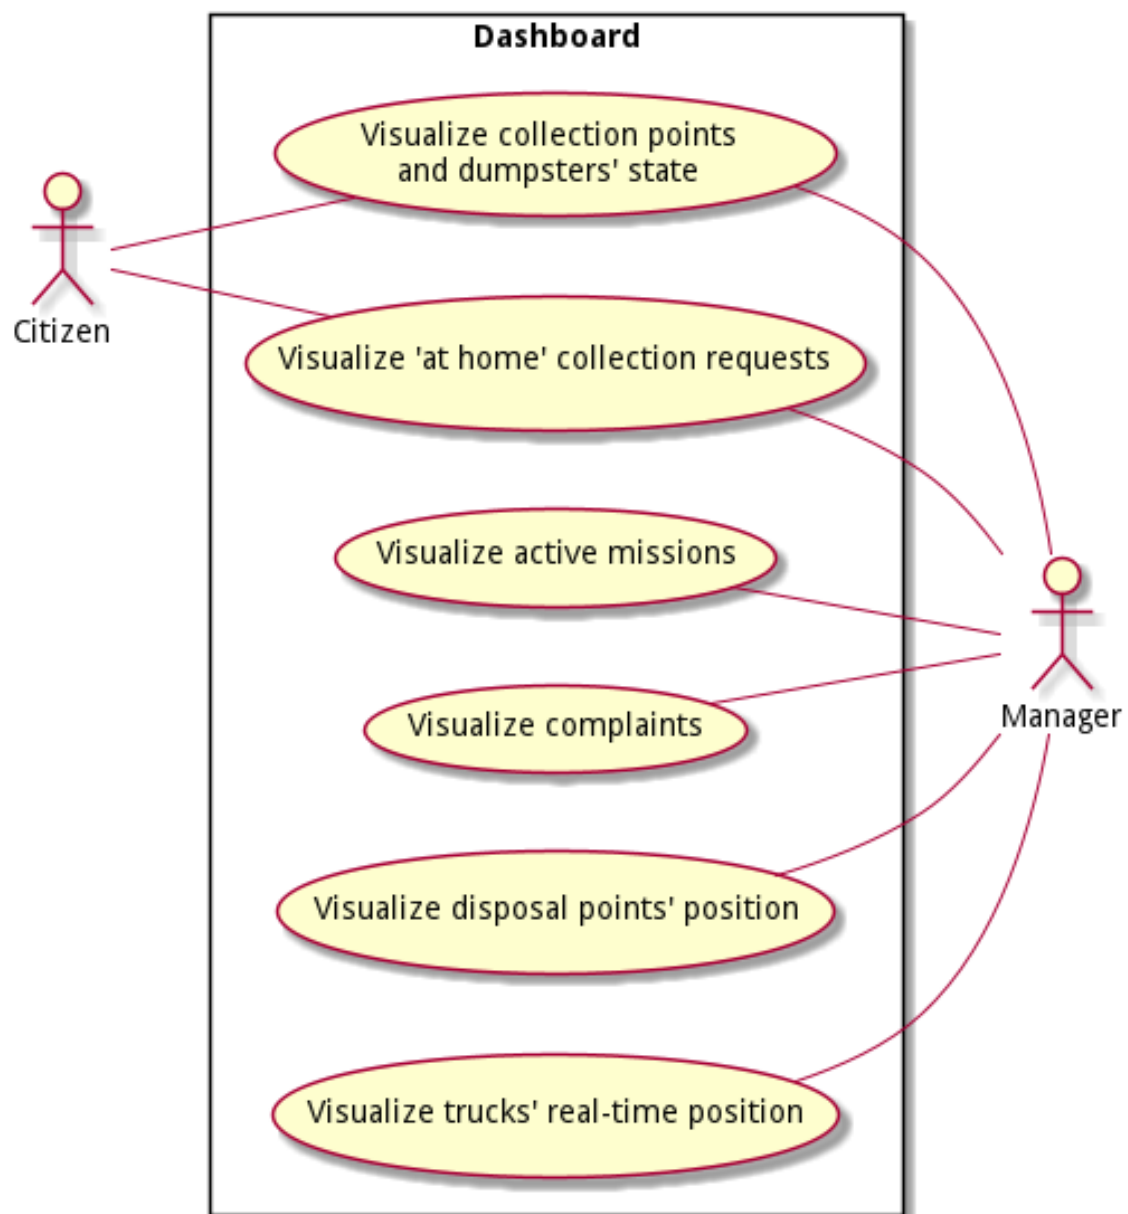 Dashboard
Visualize collection points
and dumpsters' state
Citizen
Visualize 'at home' collection requests
Visualize active missions
Manager
Visualize complaints
Visualize disposal points' position
Visualize trucks' real-time position